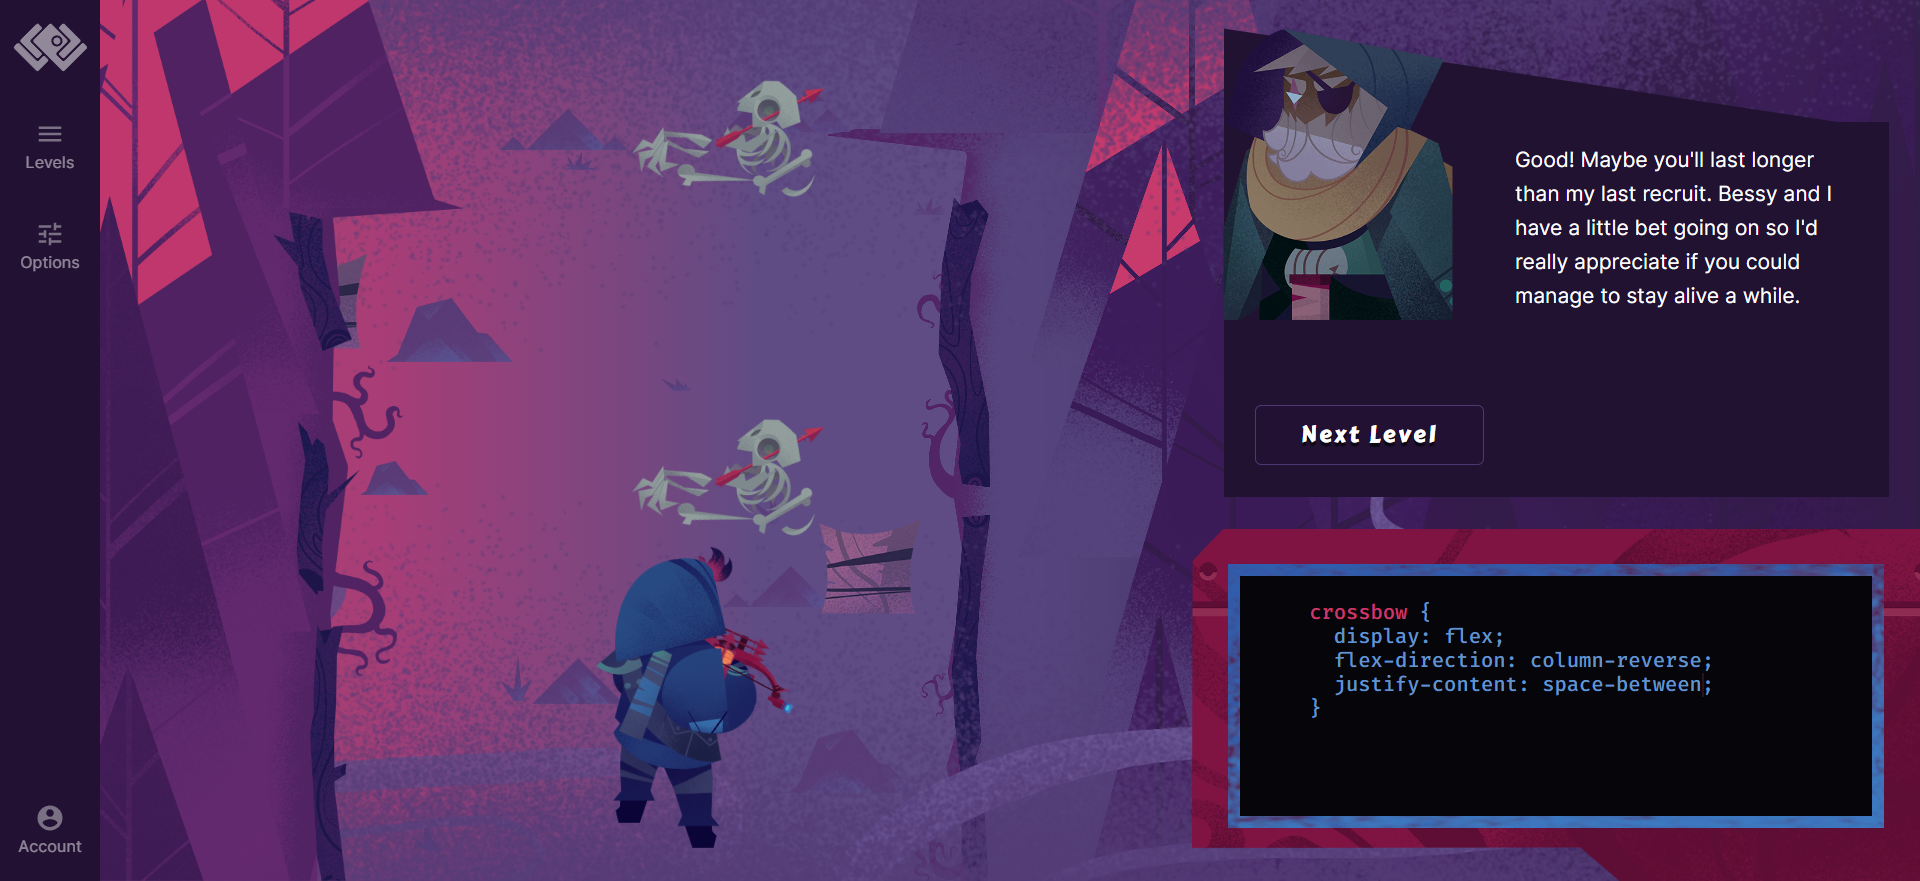 Levels
Options
Account
Good! Maybe you'll last longer
than my last recruit. Bessy and I
have a little bet going on so I'd
really appreciate if you could
manage to stay alive a while.
Next Level
crossbow {
  display: flex;
  flex-direction: column-reverse;
  justify-content: space-between;
}